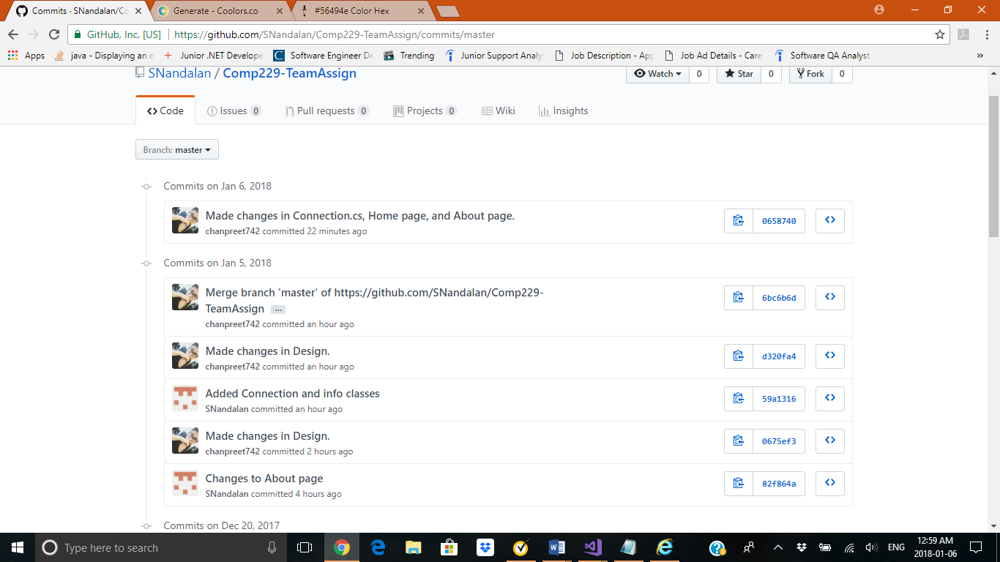 Commits · SNandalan/Co
Generate - Coolors.co
#56494e Color Hex
GitHub, Inc. [US]
https://github.com/SNandalan/Comp229-TeamAssign/commits/master
Apps
java - Displaying an e
Junior .NET Develope
Software Engineer De
Trending
Junior Support Analy
Job Description - App
Job Ad Details - Caree
Software QA Analyst
»
SNandalan / Comp229-TeamAssign
Watch 0
Star 0
Fork 0
Code
Issues 0
Pull requests 0
Projects 0
Wiki
Insights
Branch: master
Commits on Jan 6, 2018
Made changes in Connection.cs, Home page, and About page.
chanpreet742 committed 22 minutes ago
0658740
Commits on Jan 5, 2018
Merge branch 'master' of https://github.com/SNandalan/Comp229-
TeamAssign …
chanpreet742 committed an hour ago
6bc6b6d
Made changes in Design.
chanpreet742 committed an hour ago
d320fa4
Added Connection and info classes
SNandalan committed an hour ago
59a1316
Made changes in Design.
chanpreet742 committed 2 hours ago
0675ef3
Changes to About page
SNandalan committed 4 hours ago
82f864a
Commits on Dec 20, 2017
Type here to search
ENG
12:59 AM
2018-01-06